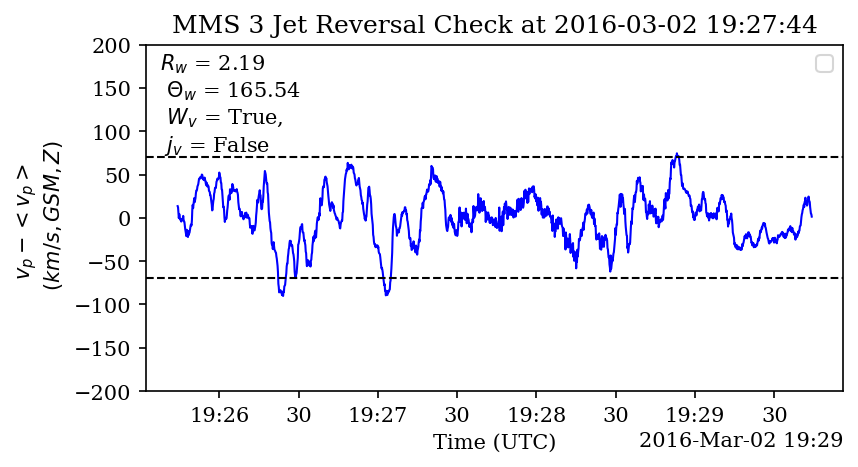 MMS 3 Jet Reversal Check at 2016-03-02 19:27:44
R_w = 2.19
Θ_w = 165.54
W_v = True,
j_v = False
v_p − < v_p >
(km/s, GSM, Z)
200
150
100
50
0
−50
−100
−150
−200
19:26 30 19:27 30 19:28 30 19:29 30
Time (UTC)
2016-Mar-02 19:29